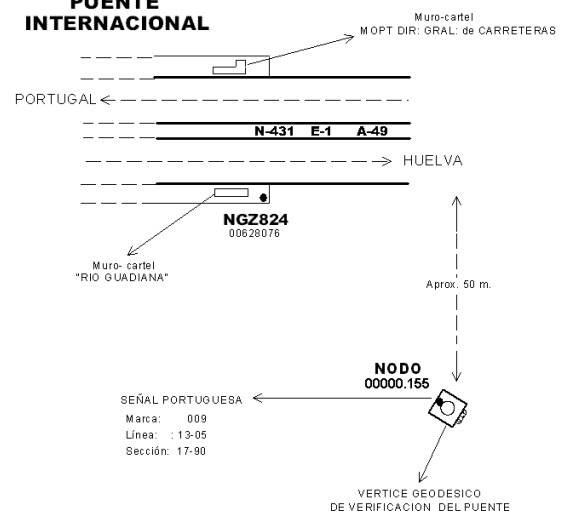 PUENTE
INTERNACIONAL
Muro-cartel
MOPT DIR: GRAL: de CARRETERAS
PORTUGAL
N-431 E-1 A-49
HUELVA
NGZ824
00628076
Muro- cartel
"RIO GUADIANA"
Aprox. 50 m.
NODO
00000.155
SEÑAL PORTUGUESA
Marca: 009
Línea: : 13-05
Sección: 17-90
VERTICE GEODESICO
DE VERIFICACION DEL PUENTE